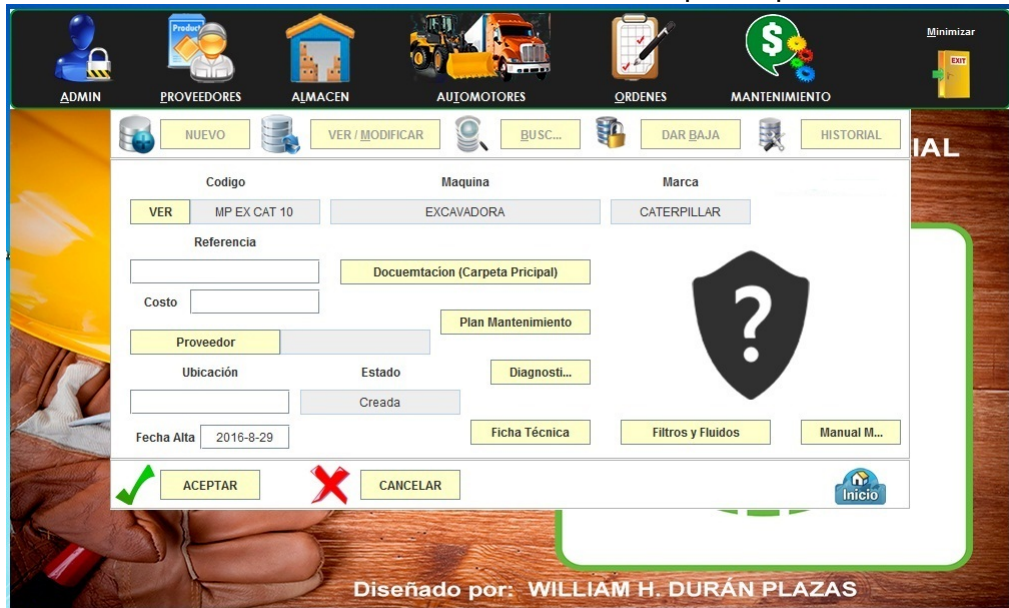 Product
Minimizar
EXIT
ADMIN PROVEEDORES ALMACEN AUTOMOTORES ORDENES MANTENIMIENTO
NUEVO VER / MODIFICAR BUSC... DAR BAJA HISTORIAL
IAL
Codigo Maquina Marca
VER MP EX CAT 10 EXCAVADORA CATERPILLAR
Referencia
Docuemtacion (Carpeta Pricipal)
Costo
Plan Mantenimiento
Proveedor
Ubicación Estado Diagnosti...
Creada
Fecha Alta 2016-8-29 Ficha Técnica Filtros y Fluidos Manual M...
ACEPTAR CANCELAR Inicio
Diseñado por: WILLIAM H. DURÁN PLAZAS